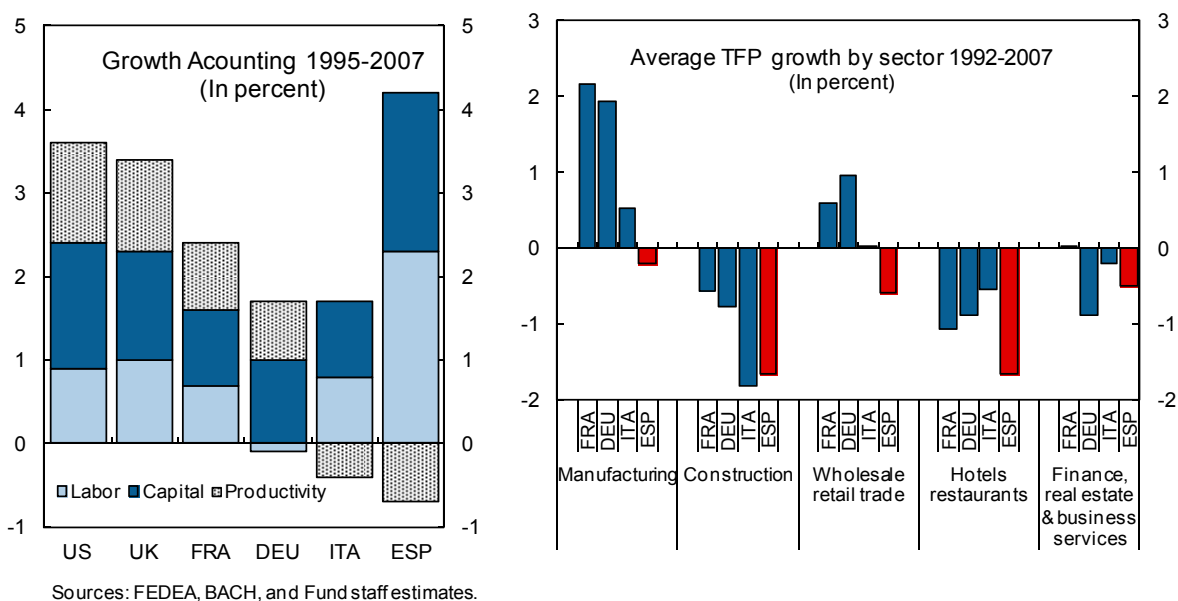 Growth Acounting 1995-2007
(In percent)
5
4
3
2
1
0
-1
5
4
3
2
1
0
-1
Labor Capital Productivity
US UK FRA DEU ITA ESP
Sources: FEDEA, BACH, and Fund staff estimates.
Average TFP growth by sector 1992-2007
(In percent)
3
2
1
0
-1
-2
3
2
1
0
-1
-2
FRA DEU ITA ESP FRA DEU ITA ESP FRA DEU ITA ESP FRA DEU ITA ESP FRA DEU ITA ESP
Manufacturing
Construction
Wholesale
retail trade
Hotels
restaurants
Finance,
real estate
& business
services